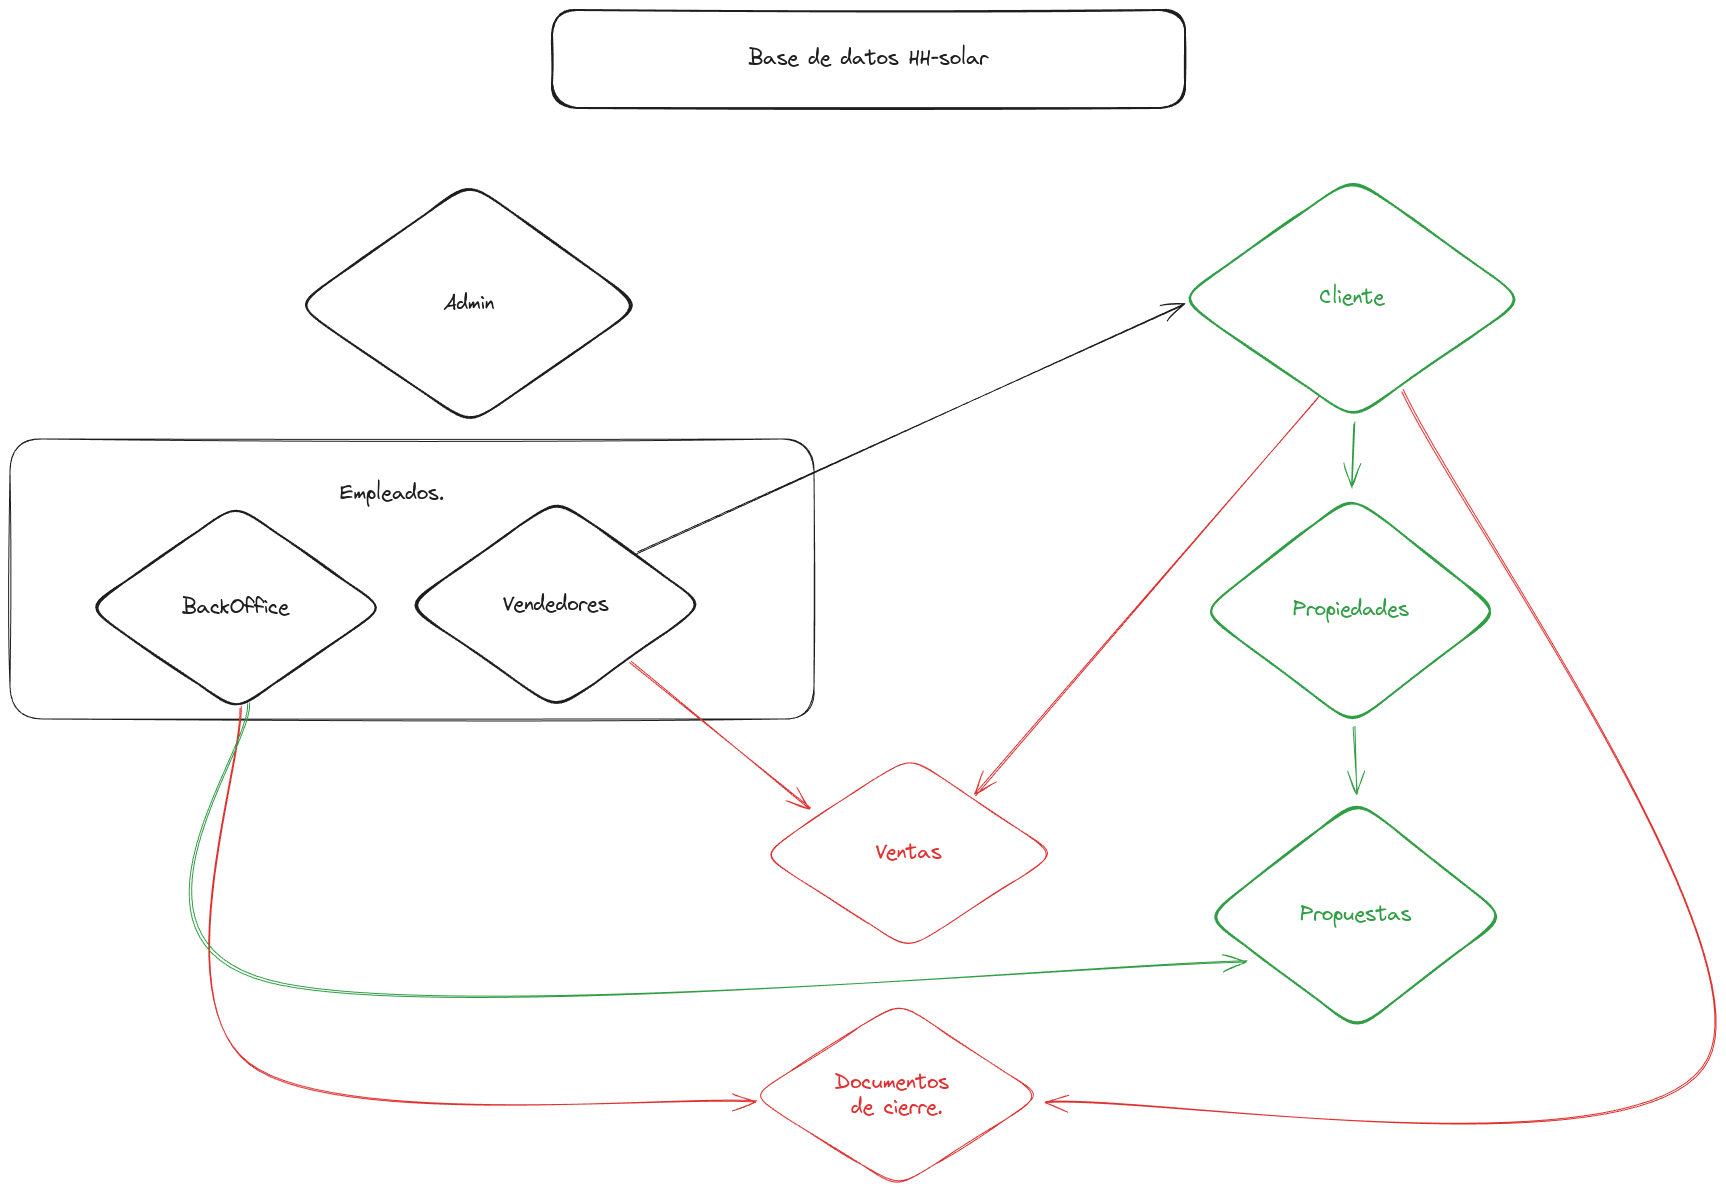 Base de datos HH-solar
Admin
Cliente
Empleados.
BackOffice
Vendedores
Propiedades
Ventas
Propuestas
Documentos
de cierre.